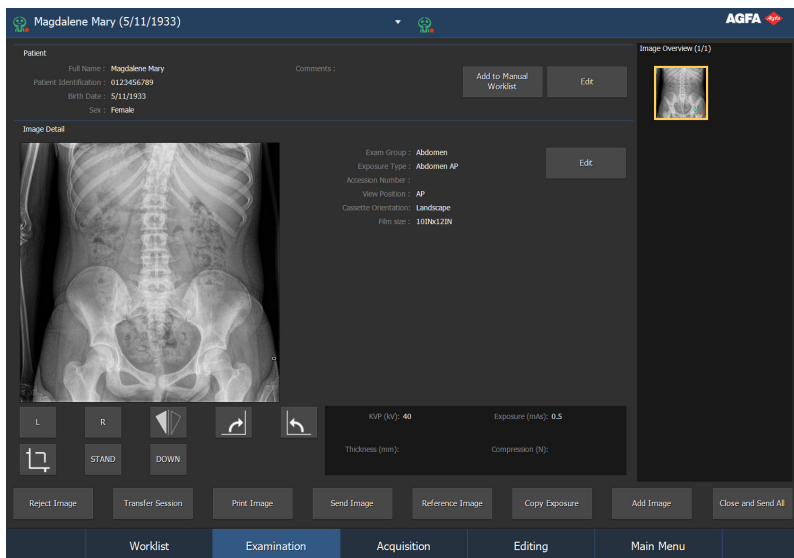 Magdalene Mary (5/11/1933)
AGFA Agfa
Patient
Full Name : Magdalene Mary
Comments :
Patient Identification : 0123456789
Birth Date : 5/11/1933
Sex : Female
Add to Manual
Worklist
Edit
Image Overview (1/1)
Image Detail
Exam Group : Abdomen
Exposure Type : Abdomen AP
Accession Number :
View Position : AP
Cassette Orientation: Landscape
Film size : 10INx12IN
Edit
L
R
STAND
DOWN
KVP (kV): 40
Exposure (mAs): 0.5
Thickness (mm):
Compression (N):
Reject Image
Transfer Session
Print Image
Send Image
Reference Image
Copy Exposure
Add Image
Close and Send All
Worklist
Examination
Acquisition
Editing
Main Menu